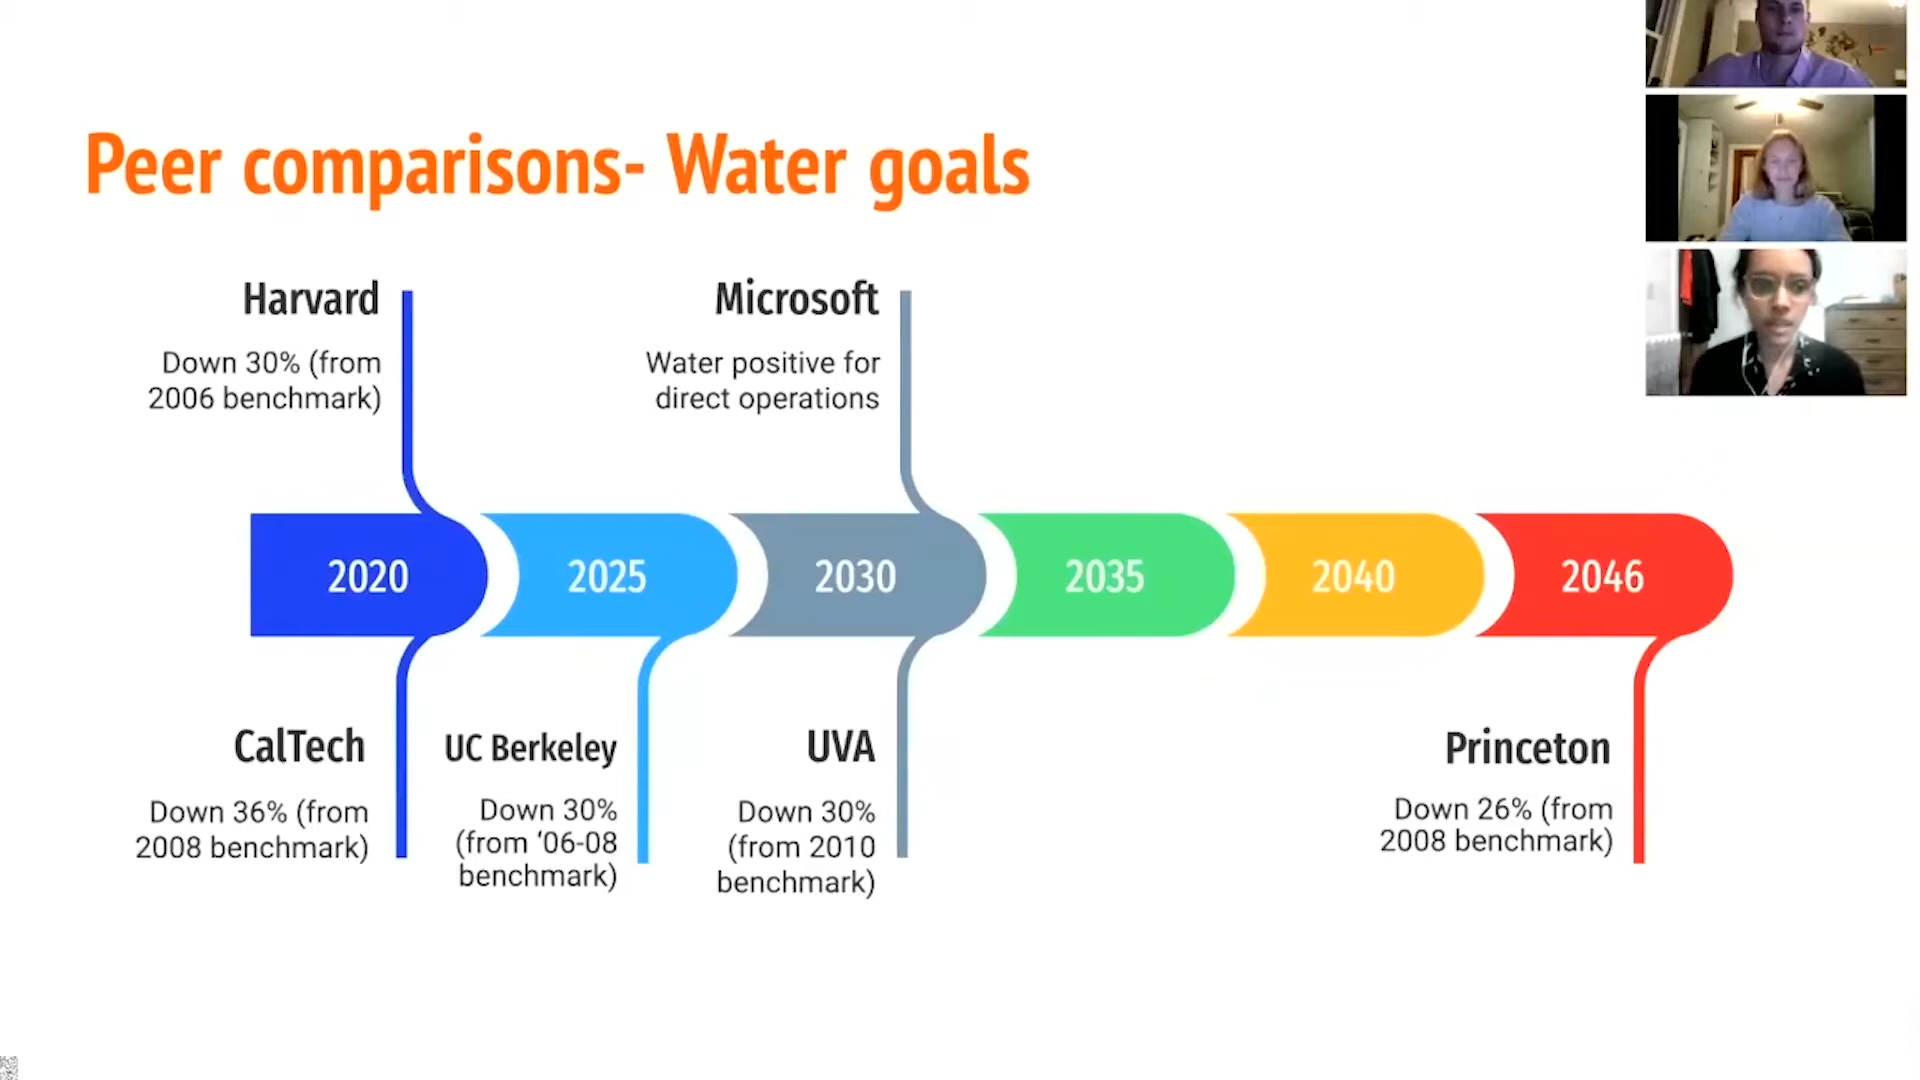 Peer comparisons- Water goals
Harvard
Down 30% (from
2006 benchmark)
Microsoft
Water positive for
direct operations
2020
2025
2030
2035
2040
2046
CalTech
Down 36% (from
2008 benchmark)
UC Berkeley
Down 30%
(from ‘06-08
benchmark)
UVA
Down 30%
(from 2010
benchmark)
Princeton
Down 26% (from
2008 benchmark)